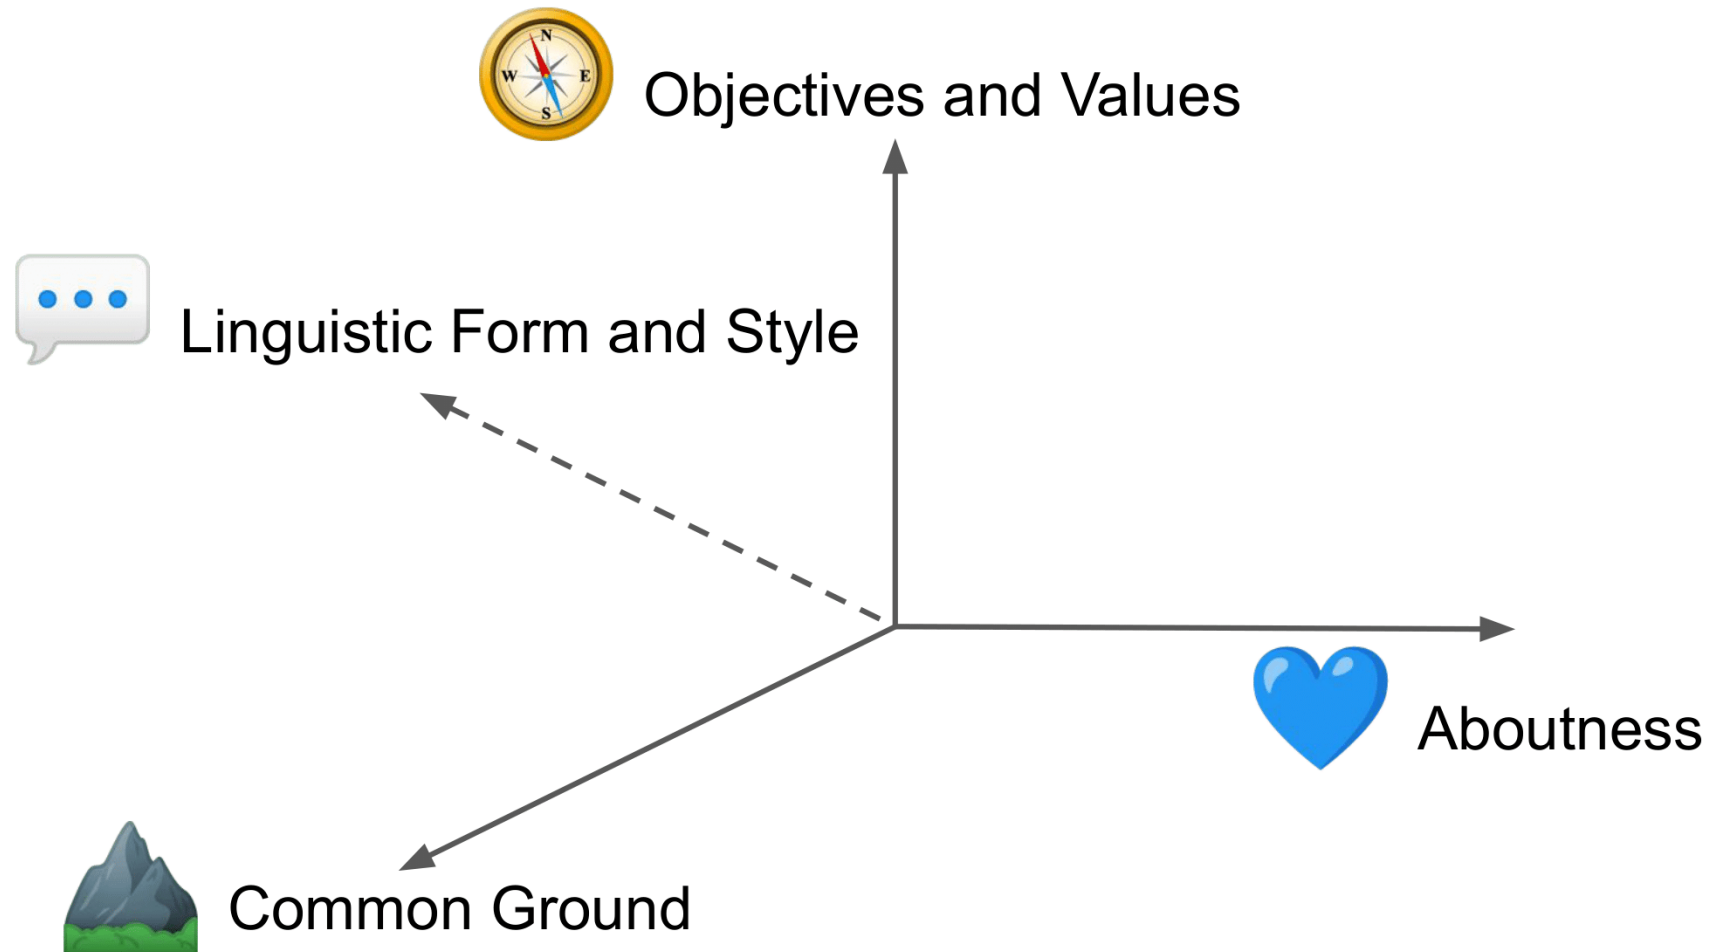 N
W E
S
Objectives and Values
Linguistic Form and Style
Aboutness
Common Ground